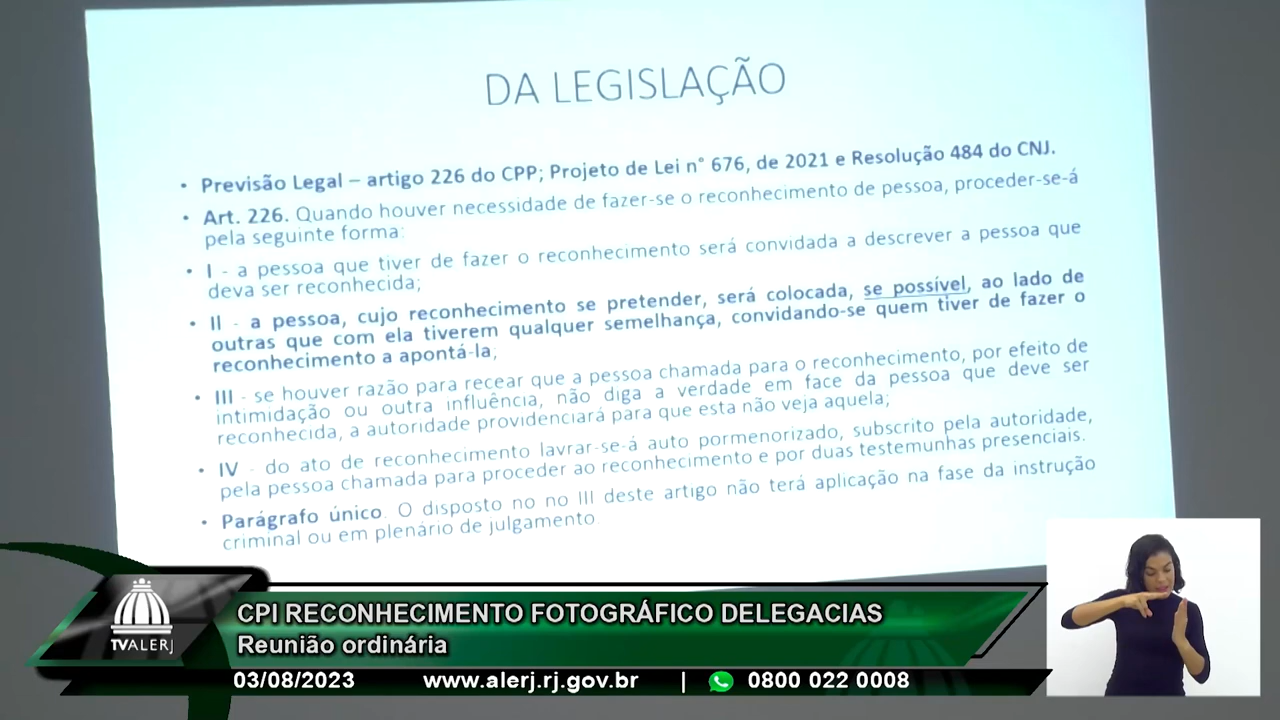 DA LEGISLAÇÃO
• Previsão Legal – artigo 226 do CPP; Projeto de Lei n° 676, de 2021 e Resolução 484 do CNJ.
• Art. 226. Quando houver necessidade de fazer-se o reconhecimento de pessoa, proceder-se-á
pela seguinte forma:
• I - a pessoa que tiver de fazer o reconhecimento será convidada a descrever a pessoa que
deva ser reconhecida;
• II - a pessoa, cujo reconhecimento se pretender, será colocada, se possível, ao lado de
outras que com ela tiverem qualquer semelhança, convidando-se quem tiver de fazer o
reconhecimento a apontá-la;
• III - se houver razão para recear que a pessoa chamada para o reconhecimento, por efeito de
intimidação ou outra influência, não diga a verdade em face da pessoa que deve ser
reconhecida, a autoridade providenciará para que esta não veja aquela;
• IV - do ato de reconhecimento lavrar-se-á auto pormenorizado, subscrito pela autoridade,
pela pessoa chamada para proceder ao reconhecimento e por duas testemunhas presenciais.
• Parágrafo único. O disposto no no III deste artigo não terá aplicação na fase da instrução
criminal ou em plenário de julgamento
CPI RECONHECIMENTO FOTOGRÁFICO DELEGACIAS
Reunião ordinária
TVALERJ
03/08/2023 www.alerj.rj.gov.br | 0800 022 0008